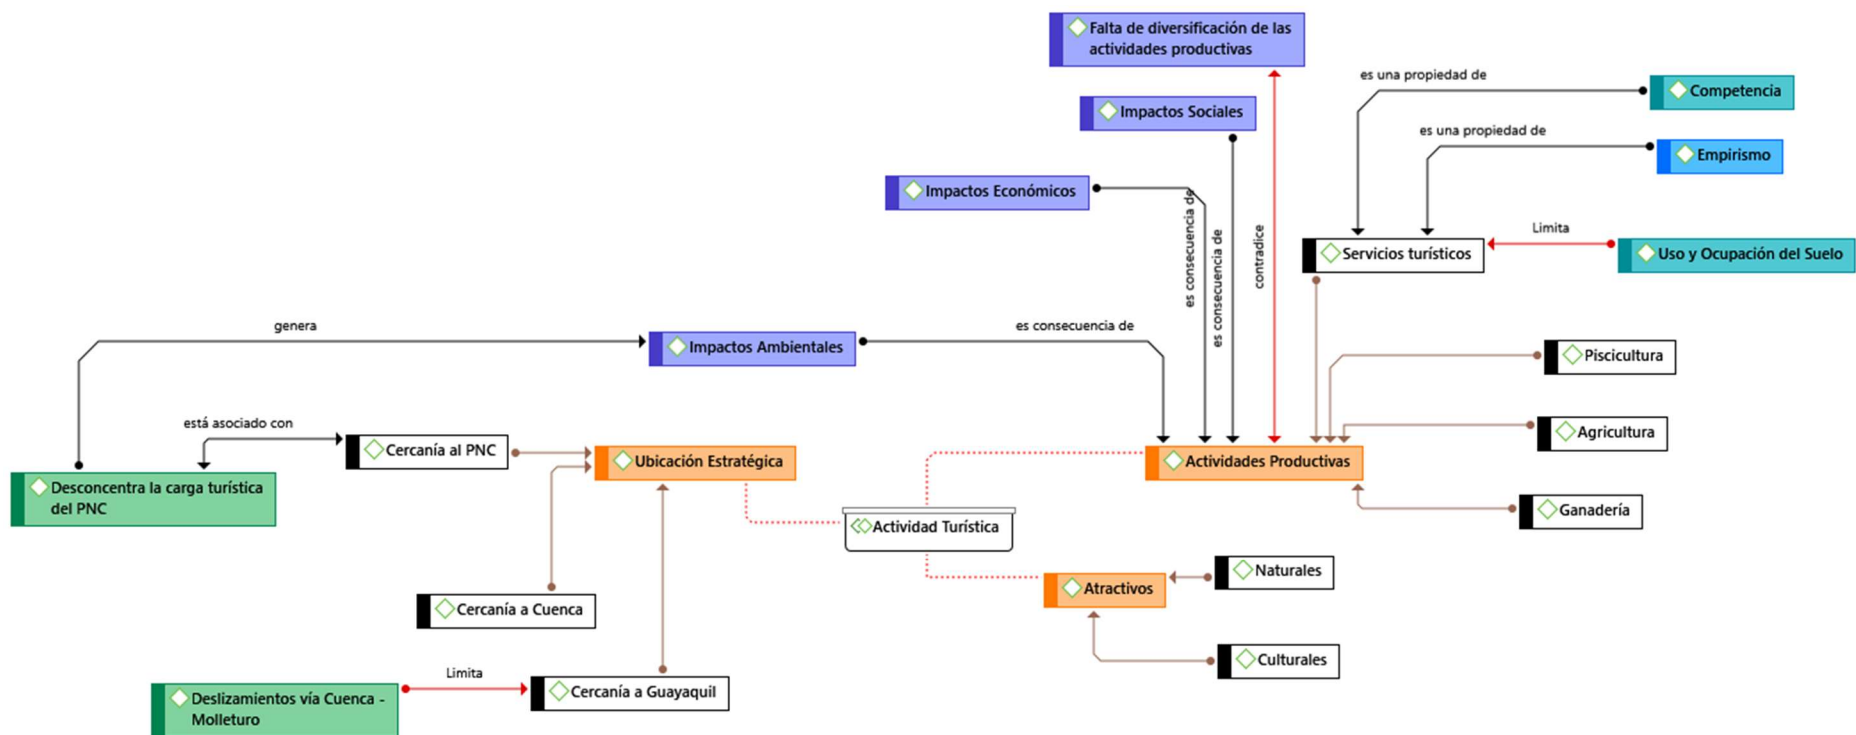 Falta de diversificación de las
actividades productivas
es una propiedad de
Competencia
Impactos Sociales
es una propiedad de
Empirismo
Impactos Económicos
es consecuencia de
es consecuencia de
contradice
Servicios turísticos
Limita
Uso y Ocupación del Suelo
genera
Impactos Ambientales
es consecuencia de
Piscicultura
está asociado con
Cercanía al PNC
Ubicación Estratégica
Actividades Productivas
Agricultura
Desconcentra la carga turística
del PNC
Actividad Turística
Ganadería
Naturales
Atractivos
Cercanía a Cuenca
Culturales
Limita
Cercanía a Guayaquil
Deslizamientos vía Cuenca -
Molleturo